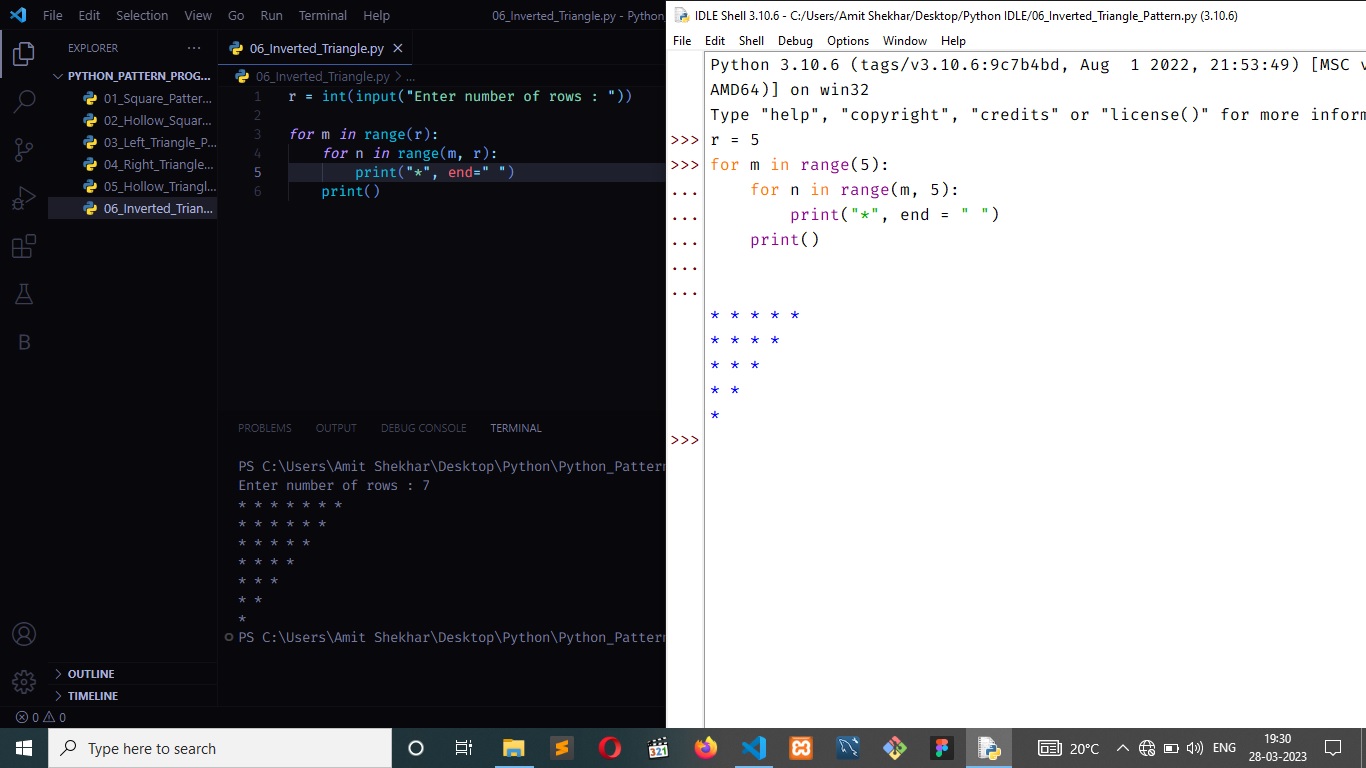 File Edit Selection View Go Run Terminal Help 06_Inverted_Triangle.py - Python_
EXPLORER ...
PYTHON_PATTERN_PROG...
01_Square_Patter...
02_Hollow_Squar...
03_Left_Triangle_P...
04_Right_Triangle...
05_Hollow_Triangl...
06_Inverted_Trian...
OUTLINE
TIMELINE
06_Inverted_Triangle.py
06_Inverted_Triangle.py > ...
1 r = int(input("Enter number of rows : "))
2
3 for m in range(r):
4     for n in range(m, r):
5         print("*", end=" ")
6     print()
PROBLEMS OUTPUT DEBUG CONSOLE TERMINAL
PS C:\Users\Amit Shekhar\Desktop\Python\Python_Pattern
Enter number of rows : 7
* * * * * * *
* * * * * *
* * * * *
* * * *
* * *
* *
*
PS C:\Users\Amit Shekhar\Desktop\Python\Python_Pattern
0 0
IDLE Shell 3.10.6 - C:/Users/Amit Shekhar/Desktop/Python IDLE/06_Inverted_Triangle_Pattern.py (3.10.6)
File Edit Shell Debug Options Window Help
Python 3.10.6 (tags/v3.10.6:9c7b4bd, Aug  1 2022, 21:53:49) [MSC v
AMD64)] on win32
Type "help", "copyright", "credits" or "license()" for more inform
>>> r = 5
>>> for m in range(5):
...     for n in range(m, 5):
...         print("*", end = " ")
...     print()
...
...
* * * * *
* * * *
* * *
* *
*
>>>
B
Type here to search
321
20°C ENG 19:30
28-03-2023